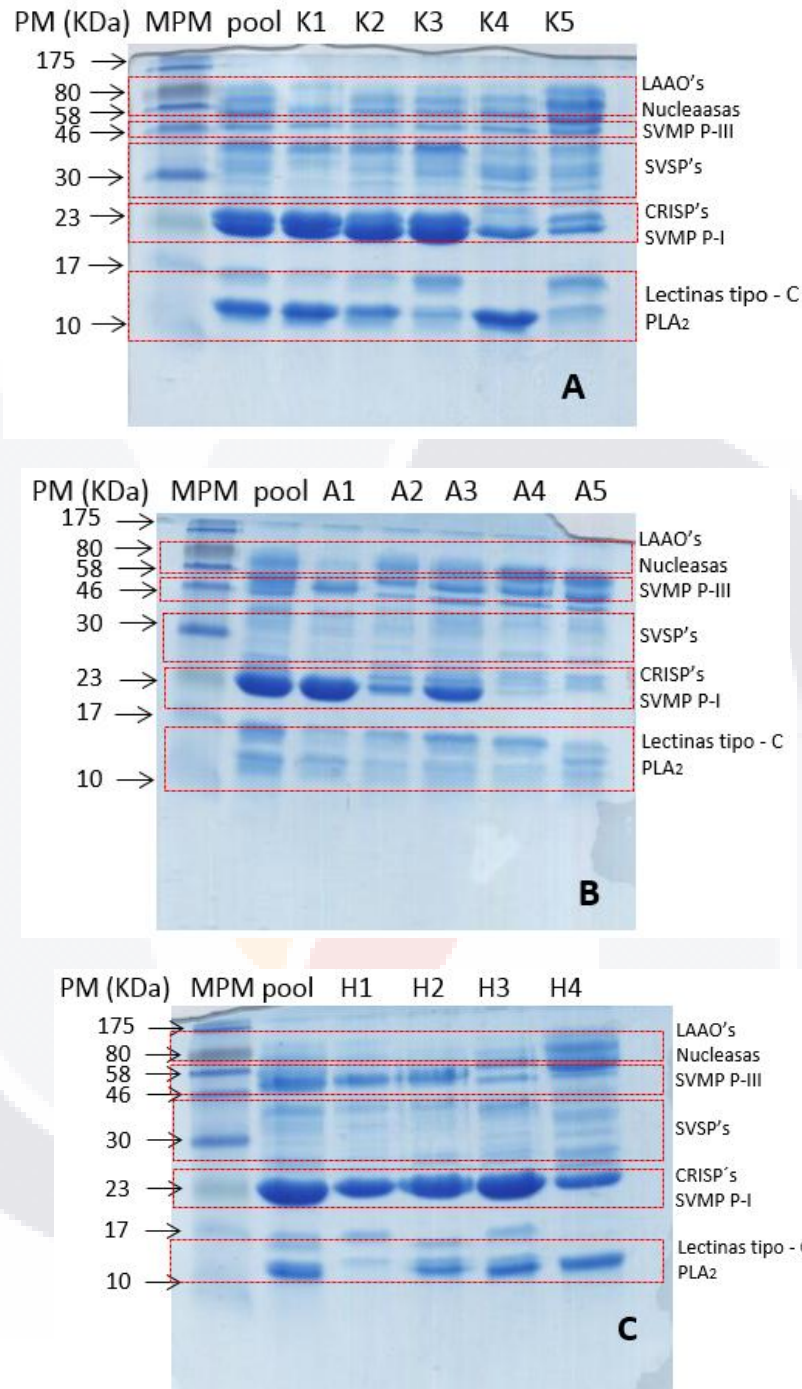 PM (KDa) MPM pool K1 K2 K3 K4 K5
175
80
58
46
30
23
17
10
LAAO's
Nucleaasas
SVMP P-III
SVSP's
CRISP's
SVMP P-I
Lectinas tipo - C
PLA2
A
PM (KDa) MPM pool A1 A2 A3 A4 A5
175
80
58
46
30
23
17
10
LAAO's
Nucleasas
SVMP P-III
SVSP's
CRISP's
SVMP P-I
Lectinas tipo - C
PLA2
B
PM (KDa) MPM pool H1 H2 H3 H4
175
80
58
46
30
23
17
10
LAAO's
Nucleasas
SVMP P-III
SVSP's
CRISP´s
SVMP P-I
Lectinas tipo - C
PLA2
C